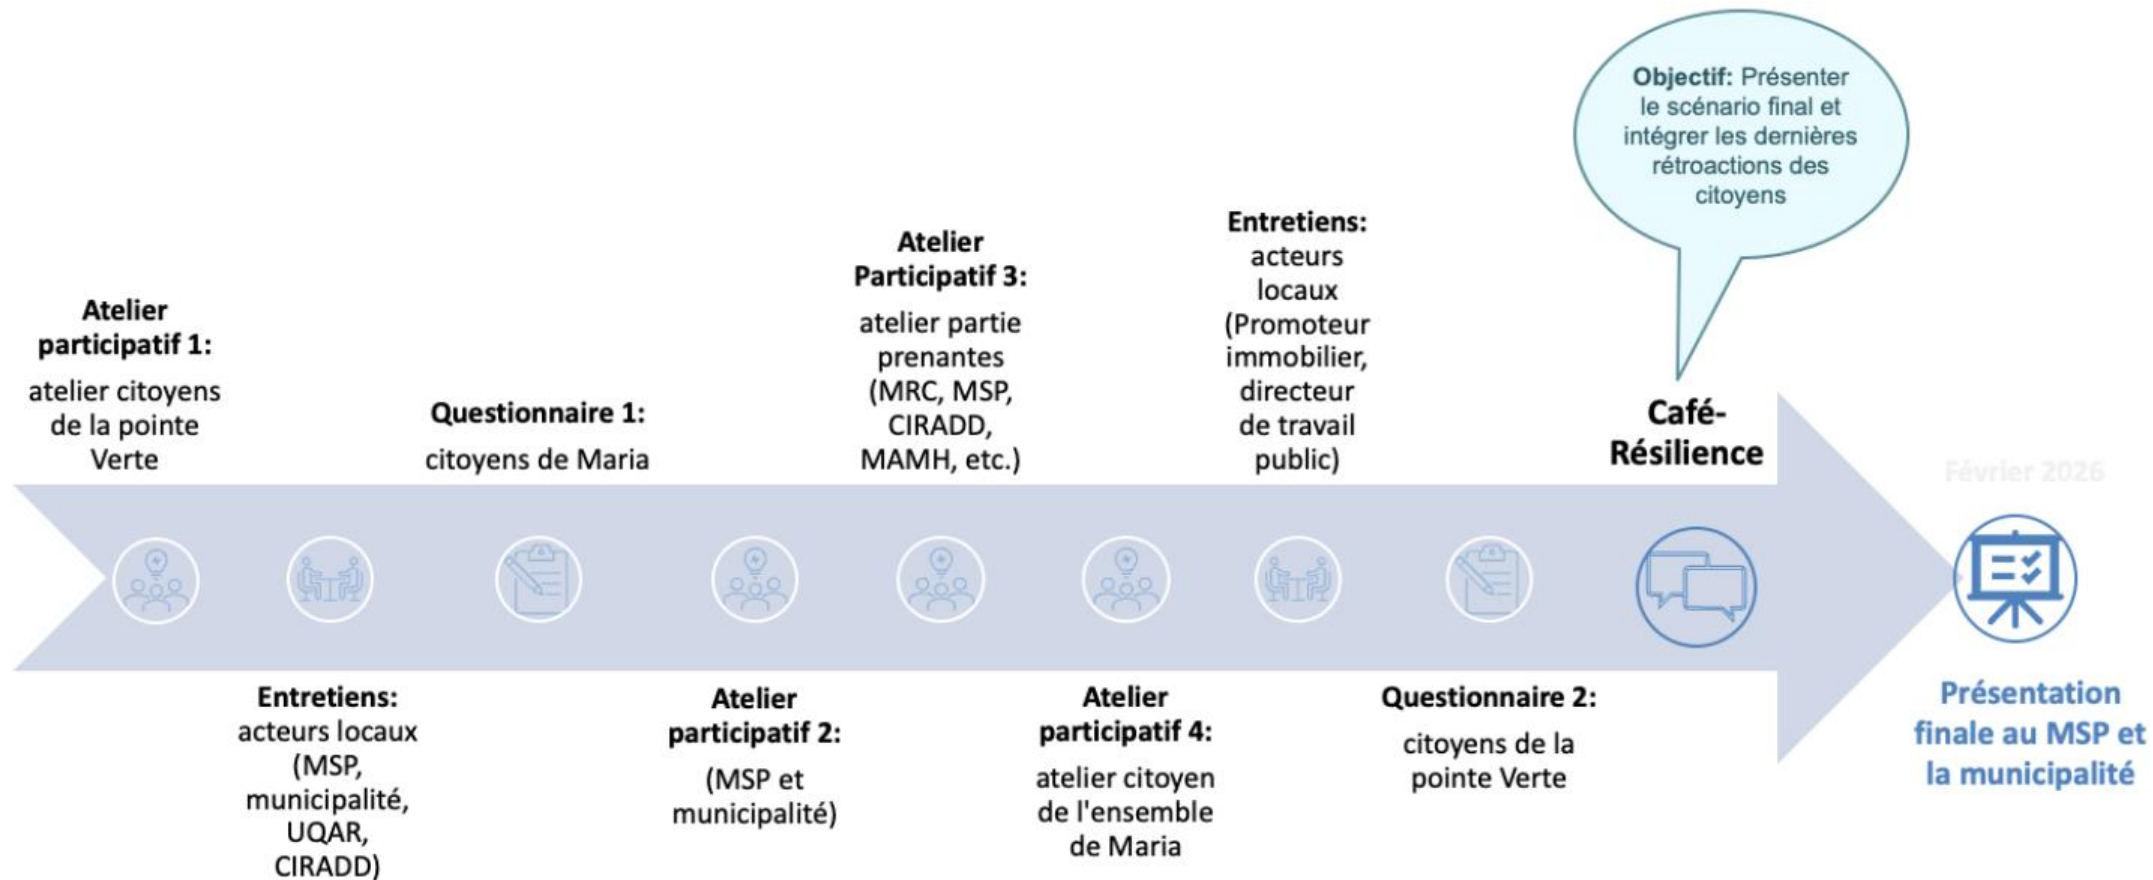 Atelier
participatif 1:
atelier citoyens
de la pointe
Verte
Entretiens:
acteurs locaux
(MSP,
municipalité,
UQAR,
CIRADD)
Questionnaire 1:
citoyens de Maria
Atelier
participatif 2:
(MSP et
municipalité)
Atelier
Participatif 3:
atelier partie
prenantes
(MRC, MSP,
CIRADD,
MAMH, etc.)
Atelier
participatif 4:
atelier citoyen
de l'ensemble
de Maria
Entretiens:
acteurs
locaux
(Promoteur
immobilier,
directeur
de travail
public)
Questionnaire 2:
citoyens de la
pointe Verte
Objectif: Présenter
le scénario final et
intégrer les dernières
rétroactions des
citoyens
Café-
Résilience
Février 2026
Présentation
finale au MSP et
la municipalité